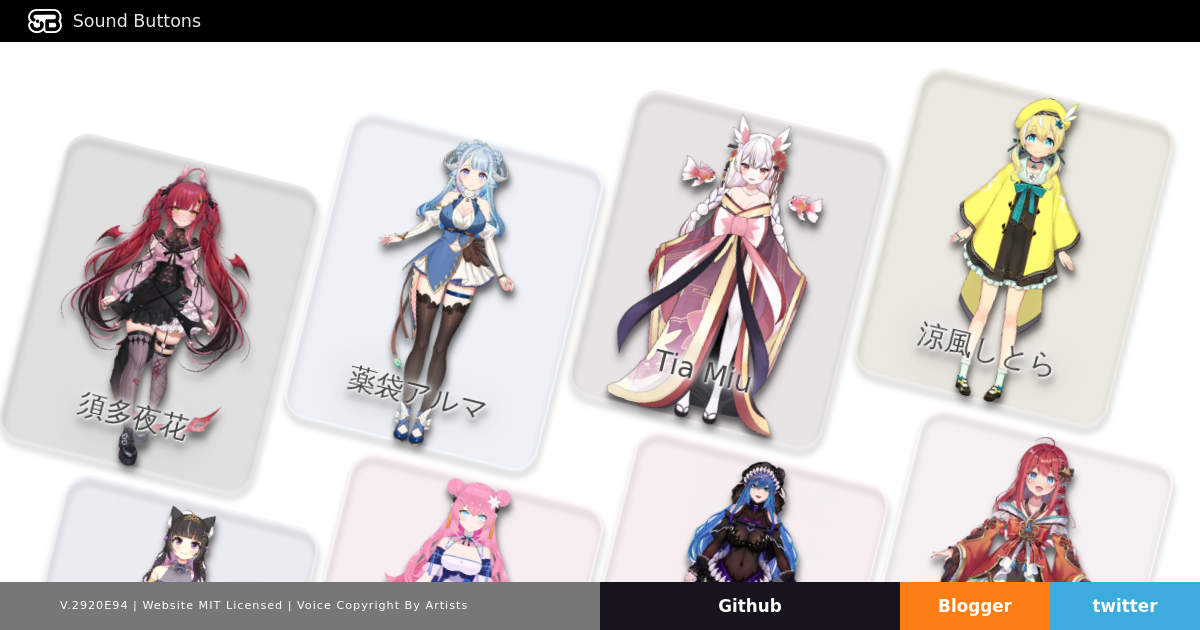 Sound Buttons
須多夜花
薬袋アルマ
Tia Miu
涼風しとら
V.2920E94 | Website MIT Licensed | Voice Copyright By Artists
Github
Blogger
twitter